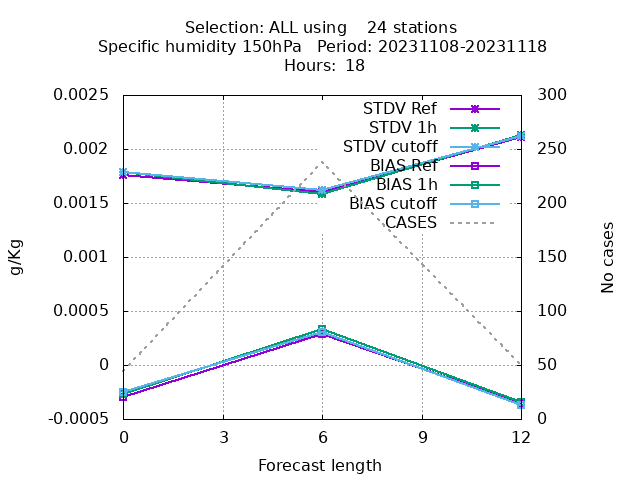 Selection: ALL using    24 stations
Specific humidity 150hPa   Period: 20231108-20231118
Hours: 18
0.0025
0.002
0.0015
0.001
0.0005
0
-0.0005
g/Kg
STDV Ref
STDV 1h
STDV cutoff
BIAS Ref
BIAS 1h
BIAS cutoff
CASES
300
250
200
150
100
50
0
No cases
0 3 6 9 12
Forecast length